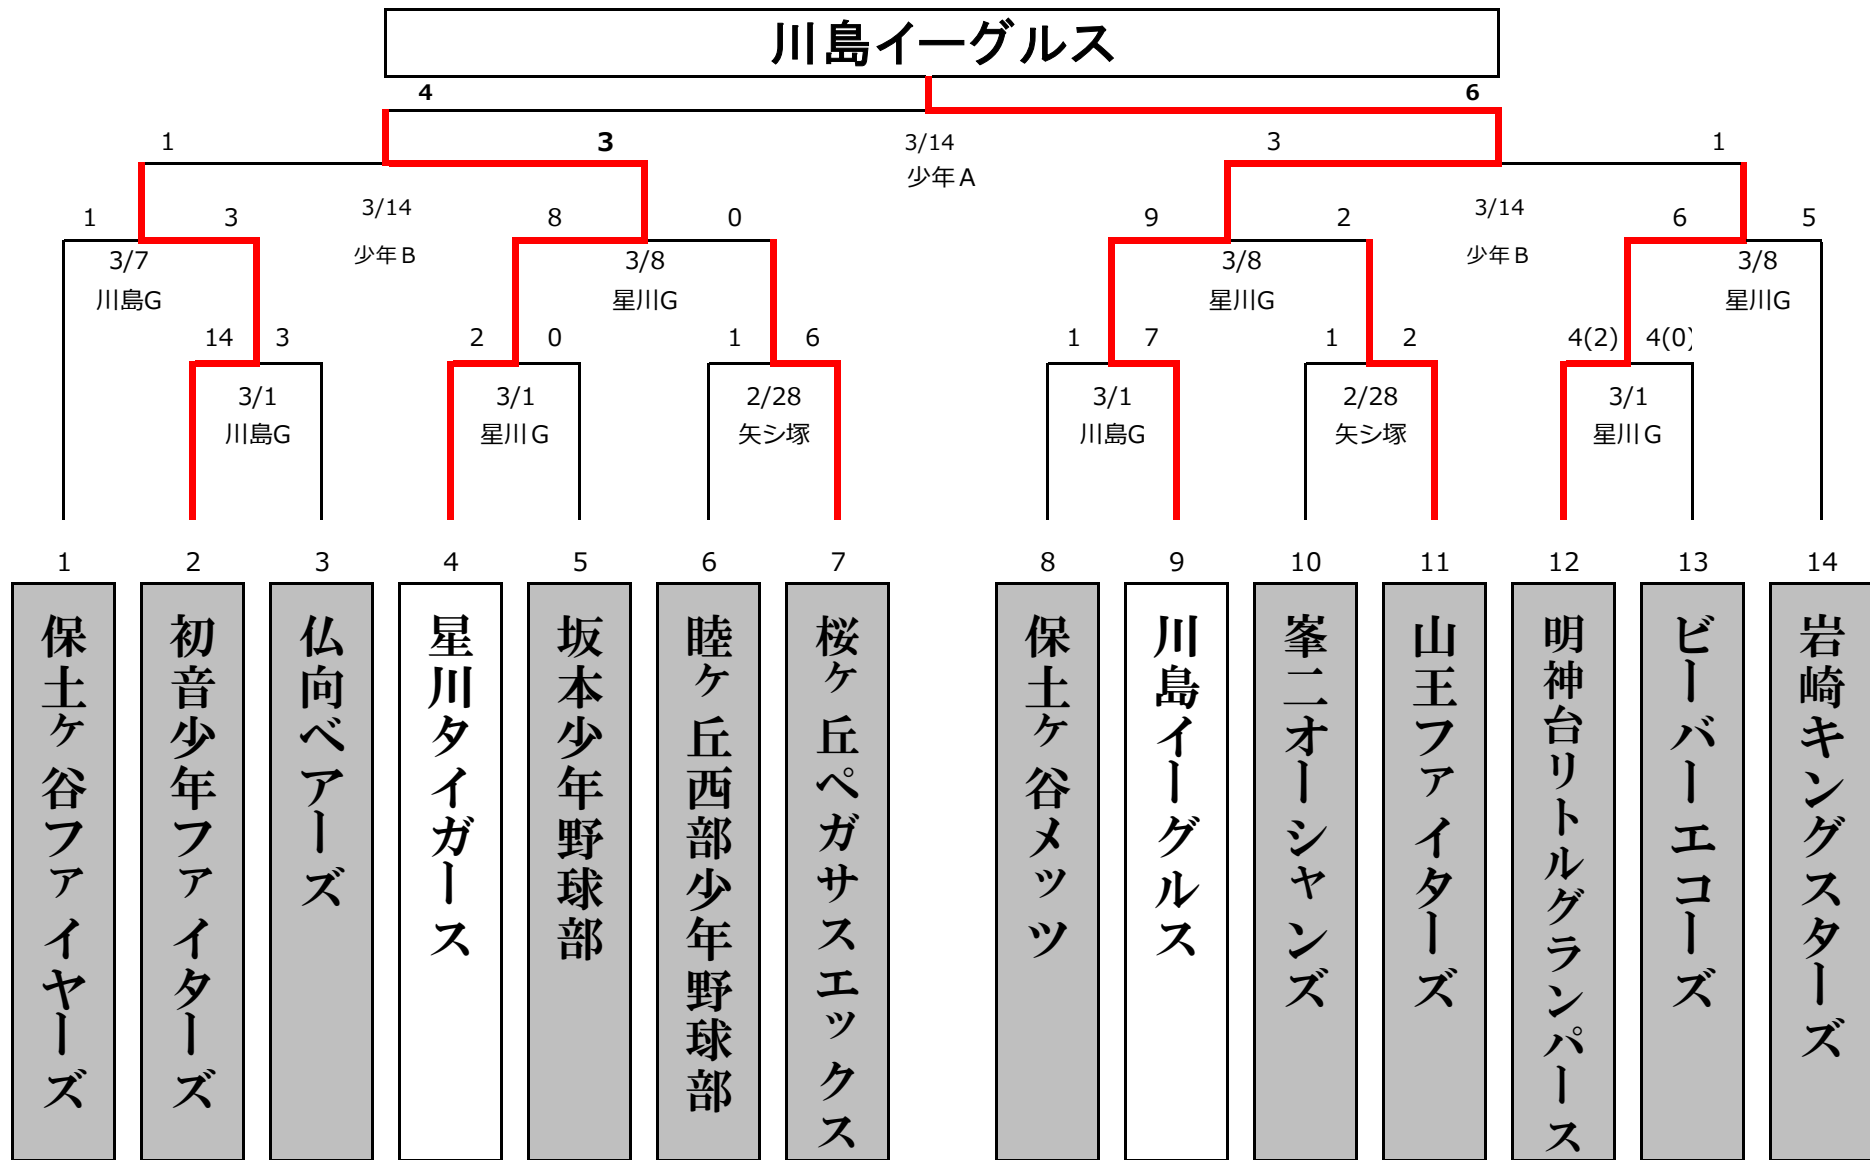 川島イーグルス
4 6
1 3 3/14 3 1
少年A
1 3 3/14 8 0 9 2 3/14 6 5
少年B 少年B
3/7 3/8 3/8 3/8
川島G 星川G 星川G 星川G
14 3 2 0 1 6 1 7 1 2 4(2) 4(0)
3/1 3/1 2/28 3/1 2/28 3/1
川島G 星川G 矢シ塚 川島G 矢シ塚 星川G
1 2 3 4 5 6 7 8 9 10 11 12 13 14
保土ヶ谷ファイヤーズ
初音少年ファイターズ
仏向ベアーズ
星川タイガース
坂本少年野球部
睦ヶ丘西部少年野球部
桜ヶ丘ペガサスエックス
保土ヶ谷メッツ
川島イーグルス
峯二オーシャンズ
山王ファイターズ
明神台リトルグランパース
ビーバーエコーズ
岩崎キングスターズ